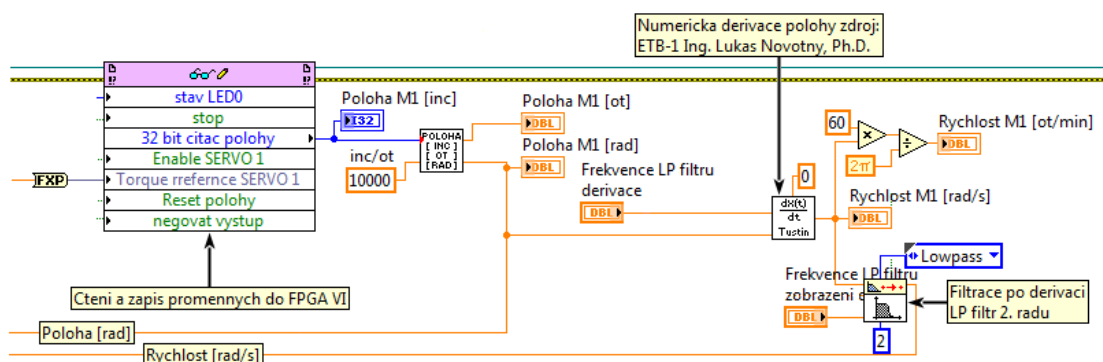 Numericka derivace polohy zdroj:
ETB-1 Ing. Lukas Novotny, Ph.D.
stav LED0
stop
32 bit citac polohy
Enable SERVO 1
Torque rrefernce SERVO 1
Reset polohy
negovat vystup
FXP
Cteni a zapis promennych do FPGA VI
Poloha M1 [inc]
I32
inc/ot
10000
POLOHA
[INC]
[OT]
[RAD]
Poloha M1 [ot]
DBL
Poloha M1 [rad]
DBL
Frekvence LP filtru
derivace
DBL
0
dX(t)
dt
Tustin
60
×
÷
2π
Rychlost M1 [ot/min]
DBL
Rychlost M1 [rad/s]
DBL
Lowpass
Frekvence LP filtru
zobrazeni
DBL
2
Filtrace po derivaci
LP filtr 2. radu
Poloha [rad]
Rychlost [rad/s]